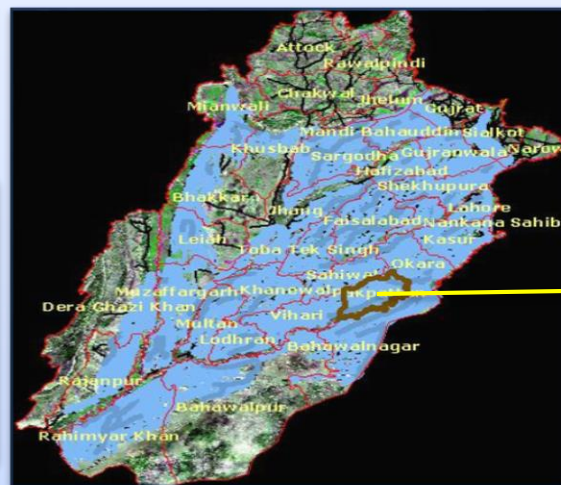 Attock
Rawalpindi
Chakwal
Jhelum
Mianwali
Gujrat
Mandi Bahauddin
Sialkot
Khushab
Sargodha
Gujranwala
Narow
Hafizabad
Shekhupura
Bhakkar
Jhang
Lahore
Faisalabad
Nankana Sahib
Leiah
Kasur
Toba Tek Singh
Okara
Sahiwal
Muzaffargarh
Khanewal
Pakpattan
Dera Ghazi Khan
Vihari
Multan
Lodhran
Bahawalnagar
Rajanpur
Bahawalpur
Rahimyar Khan